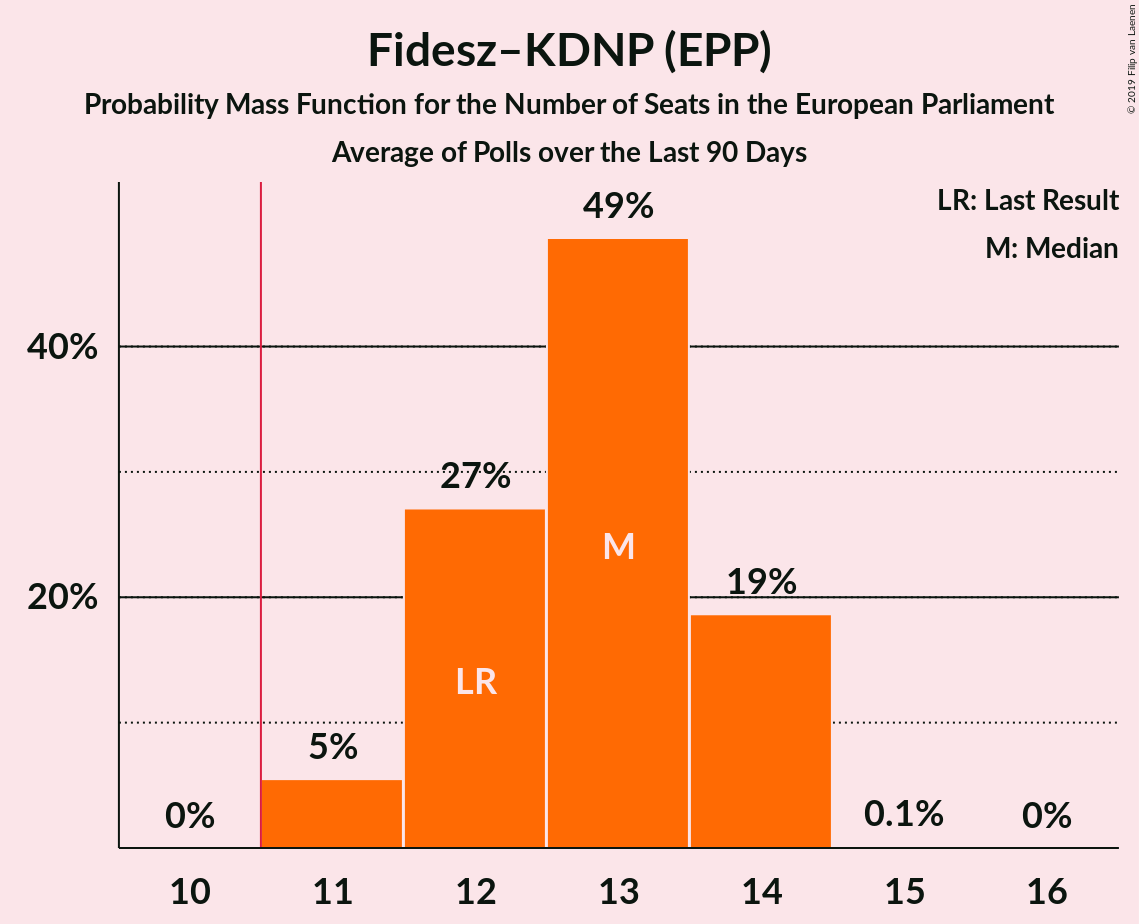 Fidesz–KDNP (EPP)
Probability Mass Function for the Number of Seats in the European Parliament
Average of Polls over the Last 90 Days
© 2019 Filip van Laenen
LR: Last Result
M: Median
49%
40%
27%
M
19%
20%
LR
5%
0%
0.1%
0%
10 11 12 13 14 15 16